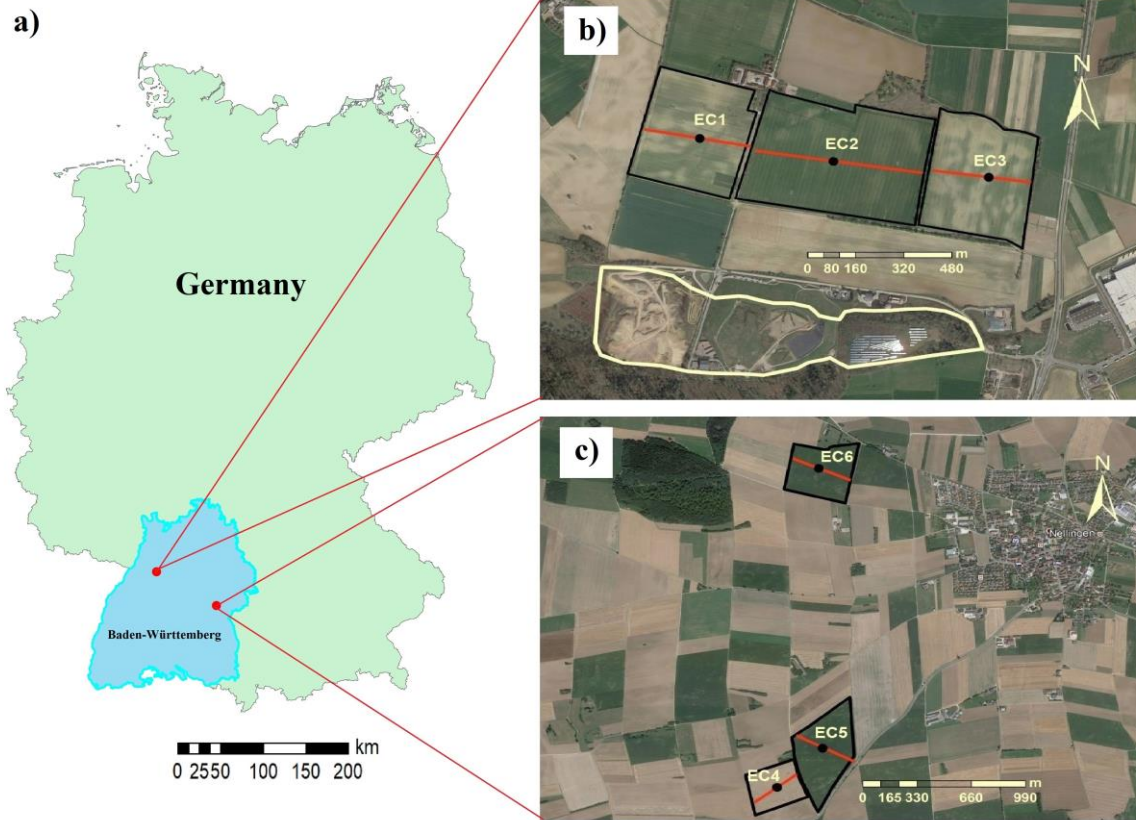 a)
Germany
Baden-Württemberg
km
0 2550 100 150 200
b)
N
EC1
EC2
EC3
m
0 80 160 320 480
c)
N
EC6
Nellingen
EC5
EC4
m
0 165 330 660 990